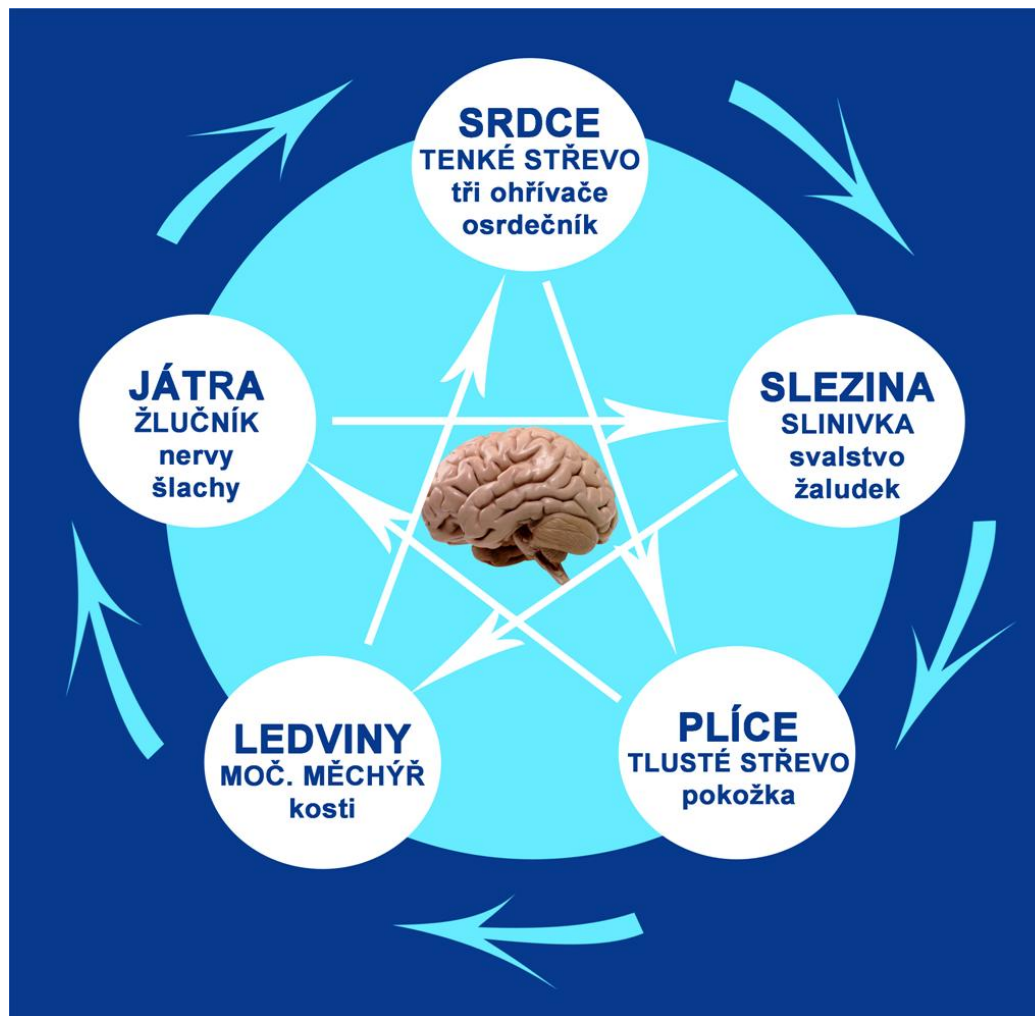 SRDCE
TENKÉ STŘEVO
tři ohřívače
osrdečník
JÁTRA
ŽLUČNÍK
nervy
šlachy
SLEZINA
SLINIVKA
svalstvo
žaludek
LEDVINY
MOČ. MĚCHÝŘ
kosti
PLÍCE
TLUSTÉ STŘEVO
pokožka